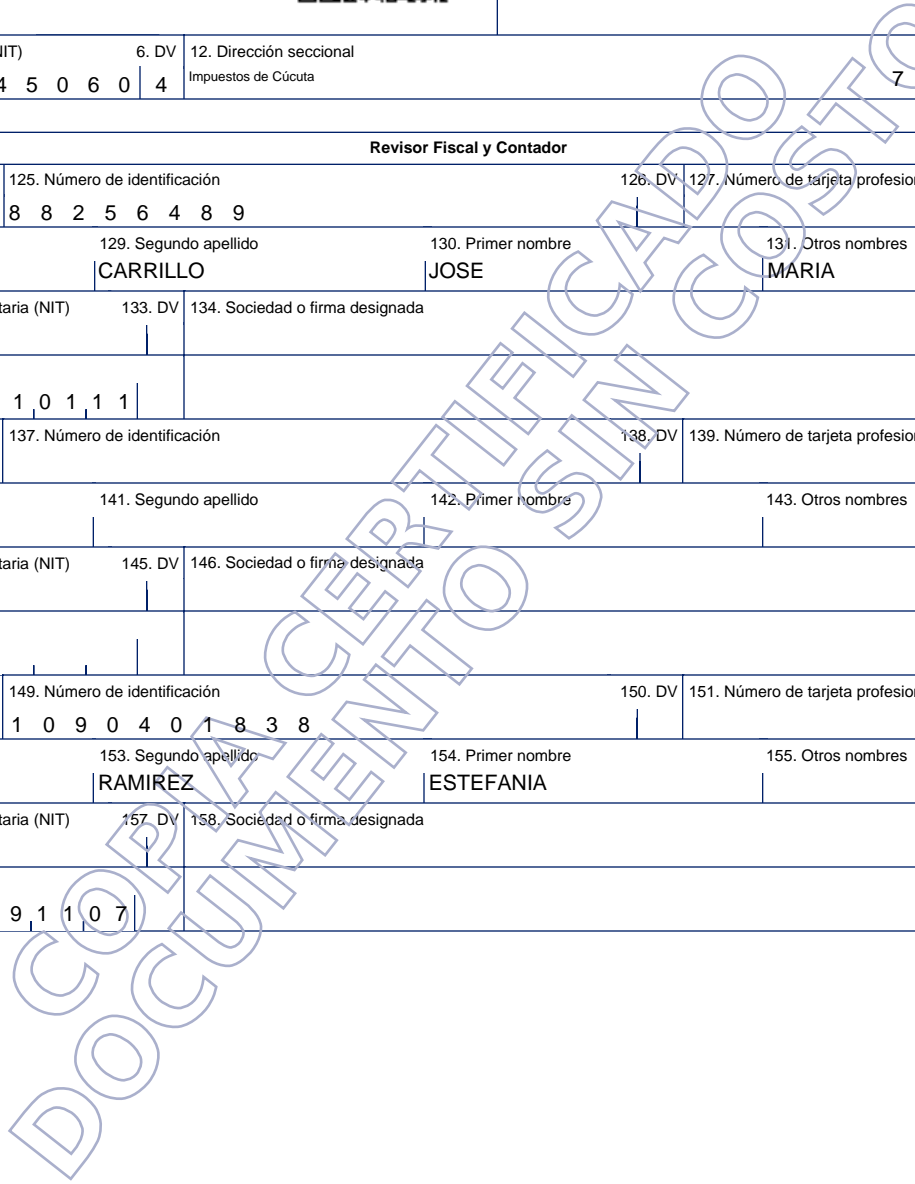 IT) 6. DV 12. Dirección seccional
4 5 0 6 0 4 Impuestos de Cúcuta 7
Revisor Fiscal y Contador
125. Número de identificación 126. DV 127. Número de tarjeta profesion
8 8 2 5 6 4 8 9
129. Segundo apellido 130. Primer nombre 131. Otros nombres
CARRILLO JOSE MARIA
taria (NIT) 133. DV 134. Sociedad o firma designada
1 0 1 1 1
137. Número de identificación 138. DV 139. Número de tarjeta profesion
141. Segundo apellido 142. Primer nombre 143. Otros nombres
taria (NIT) 145. DV 146. Sociedad o firma designada
149. Número de identificación 150. DV 151. Número de tarjeta profesion
1 0 9 0 4 0 1 8 3 8
153. Segundo apellido 154. Primer nombre 155. Otros nombres
RAMIREZ ESTEFANIA
taria (NIT) 157. DV 158. Sociedad o firma designada
9 1 1 0 7
COPIA CERTIFICADO
DOCUMENTO SIN COSTO